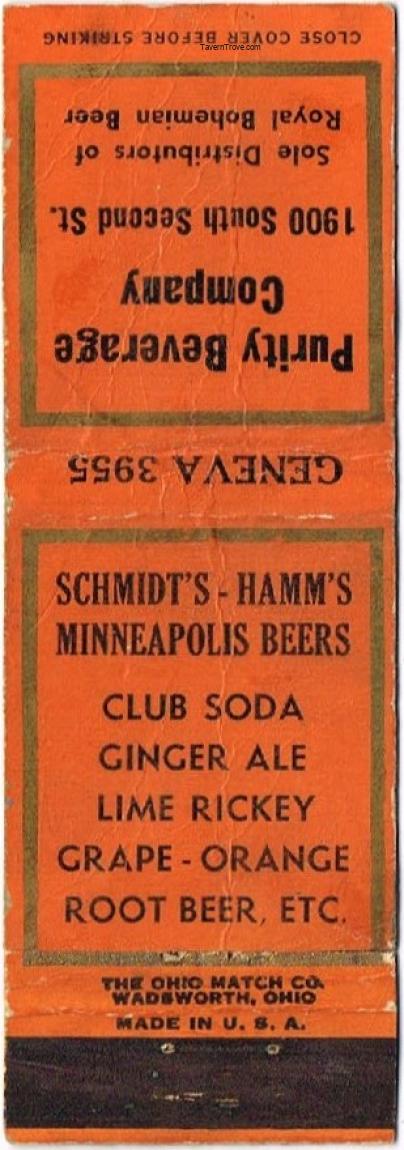 CLOSE COVER BEFORE STRIKING
TavernTrove.com
Purity Beverage
Company
1900 South Second St.
Sole Distributors of
Royal Bohemian Beer
GENEVA 3955
SCHMIDT'S - HAMM'S
MINNEAPOLIS BEERS
CLUB SODA
GINGER ALE
LIME RICKEY
GRAPE - ORANGE
ROOT BEER, ETC.
THE OHIO MATCH CO.
WADSWORTH, OHIO
MADE IN U. S. A.